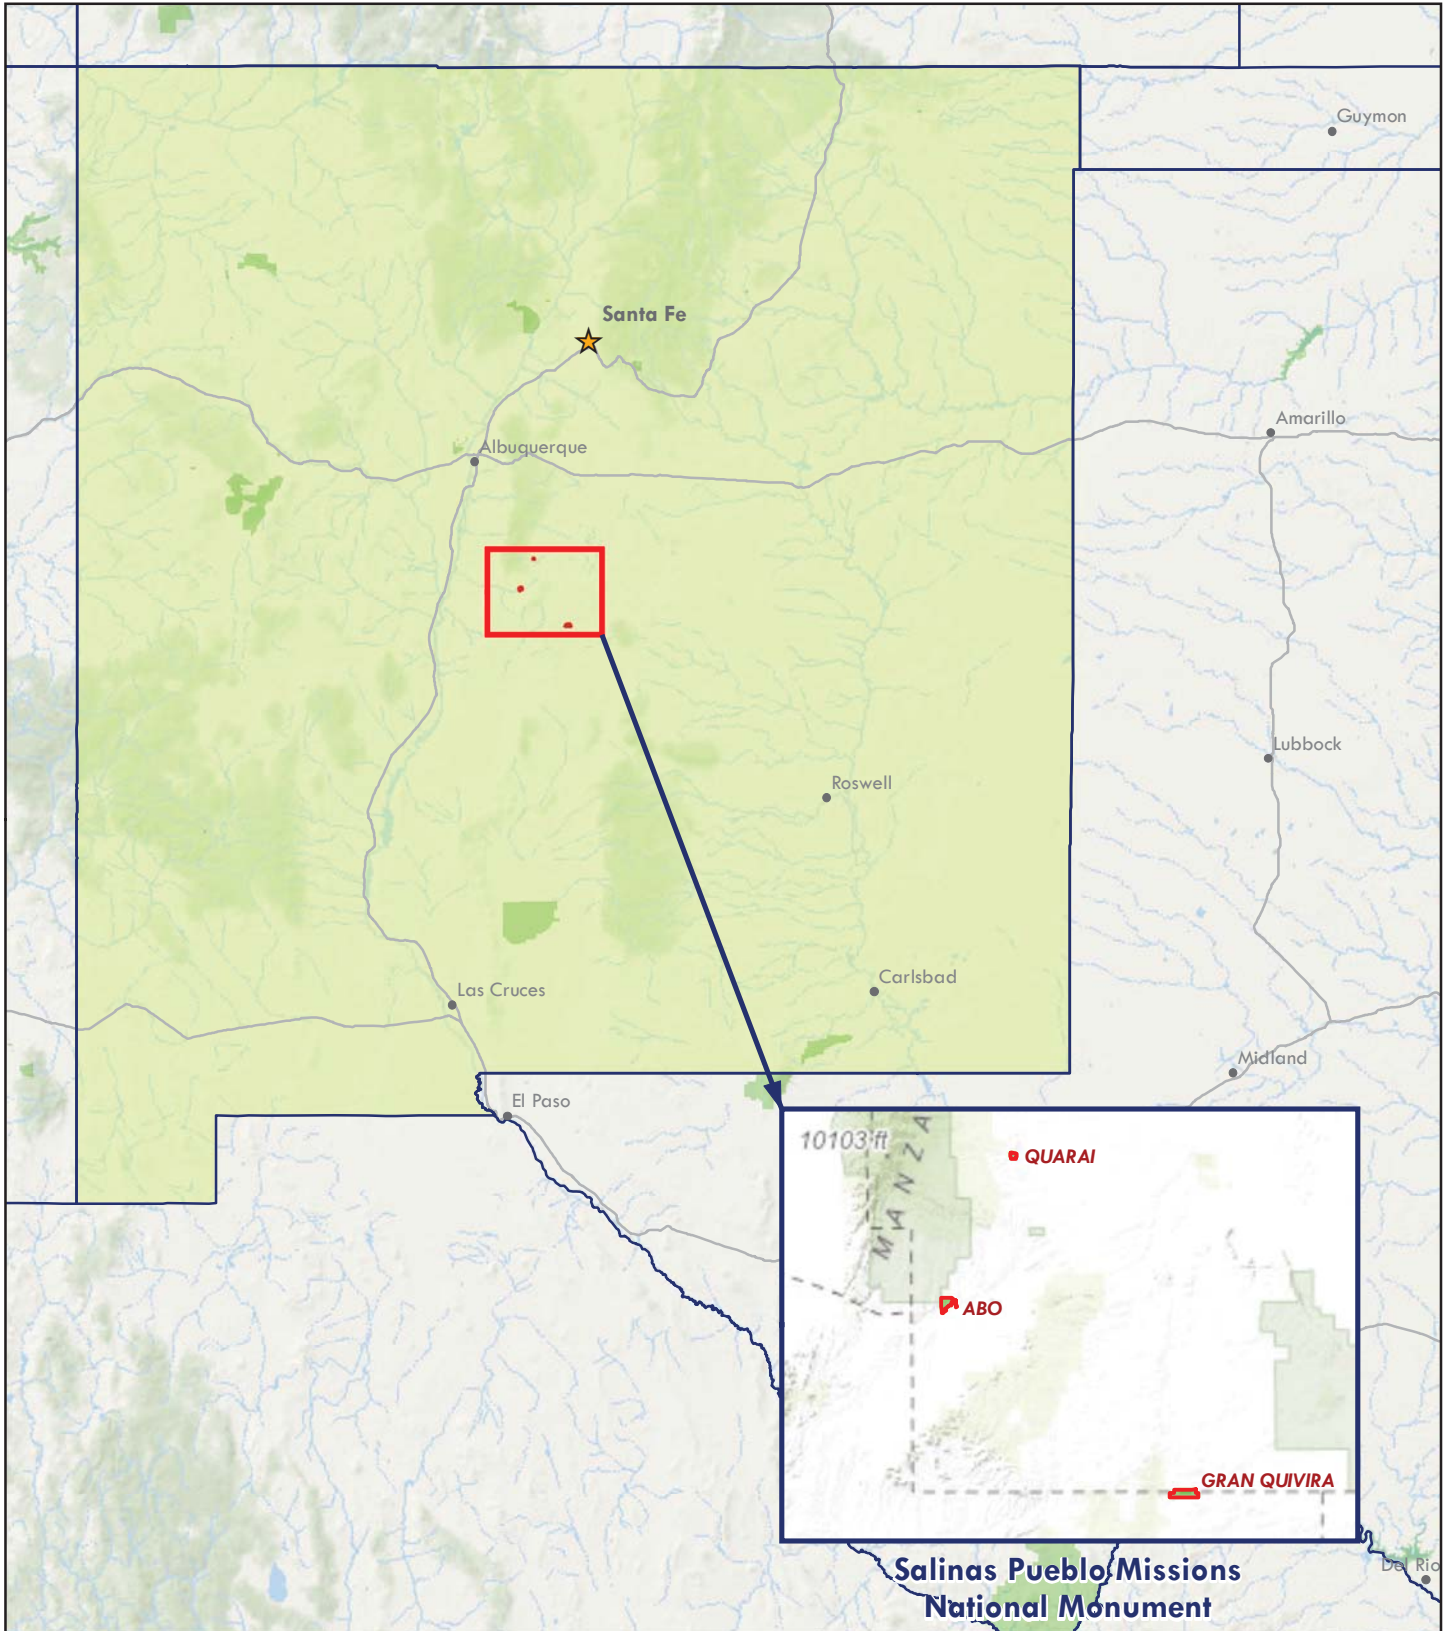 Guymon
Santa Fe
Amarillo
Albuquerque
Lubbock
Roswell
Carlsbad
Las Cruces
Midland
El Paso
10103 ft
MANZA
QUARAI
ABO
GRAN QUIVIRA
Del Rio
Salinas Pueblo Missions
National Monument